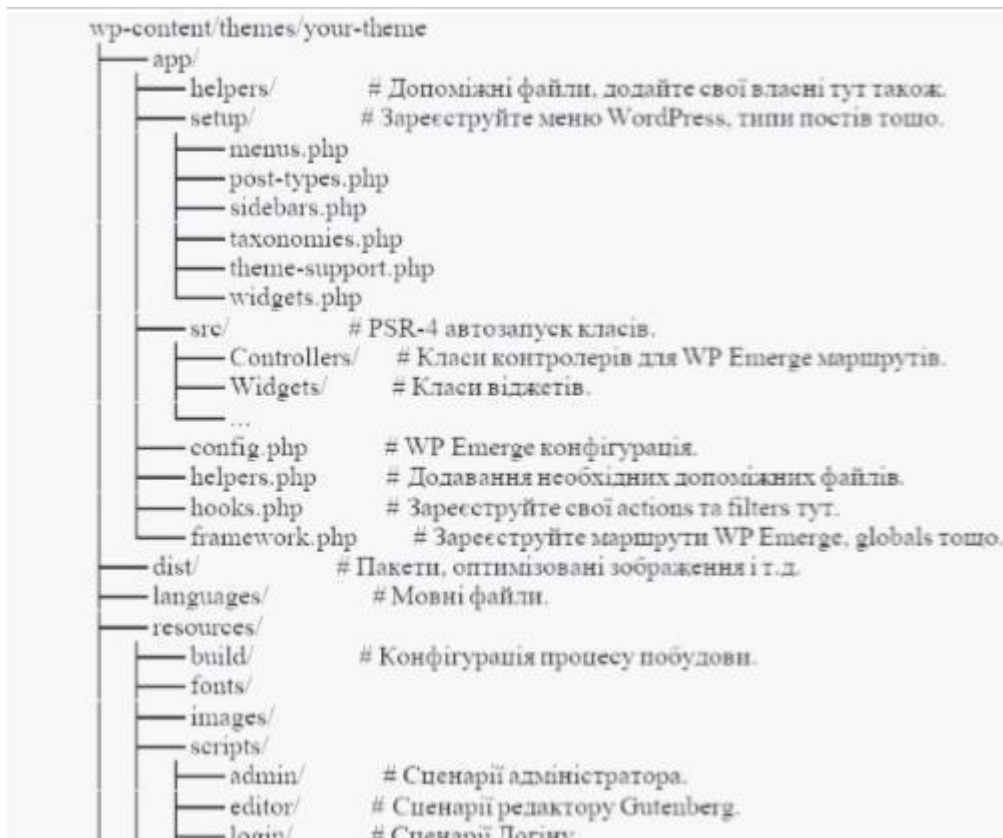 wp-content/themes/your-theme
app/
helpers/ # Допоміжні файли, додайте свої власні тут також.
setup/ # Зареєструйте меню WordPress, типи постів тощо.
menus.php
post-types.php
sidebars.php
taxonomies.php
theme-support.php
widgets.php
src/ # PSR-4 автозапуск класів.
Controllers/ # Класи контролерів для WP Emerge маршрутів.
Widgets/ # Класи віджетів.
...
config.php # WP Emerge конфігурація.
helpers.php # Додавання необхідних допоміжних файлів.
hooks.php # Зареєструйте свої actions та filters тут.
framework.php # Зареєструйте маршрути WP Emerge, globals тощо.
dist/ # Пакети, оптимізовані зображення і т.д.
languages/ # Мовні файли.
resources/
build/ # Конфігурація процесу побудови.
fonts/
images/
scripts/
admin/ # Сценарії адміністратора.
editor/ # Сценарії редактору Gutenberg.
login/ # Сценарії Логіну.